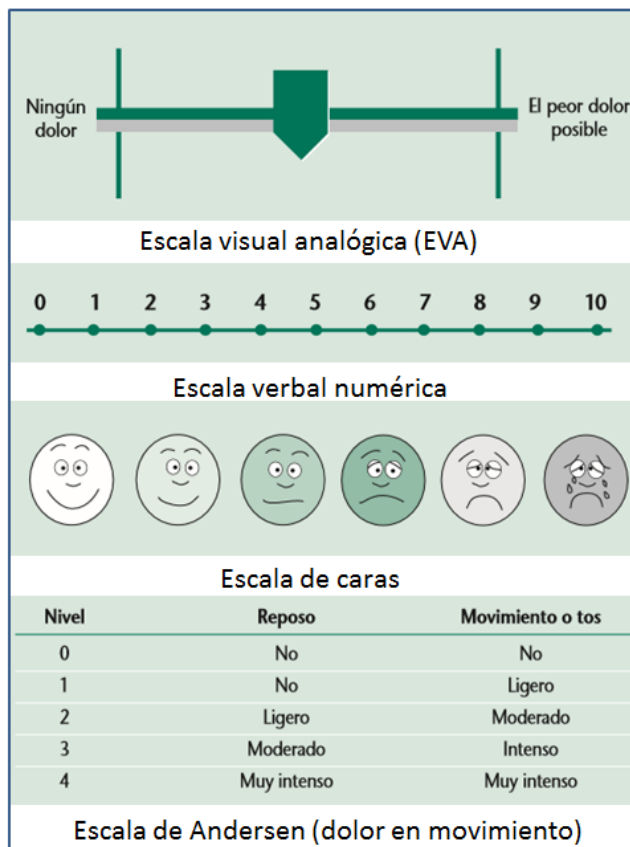 Ningún
dolor
El peor dolor
posible
Escala visual analógica (EVA)
0 1 2 3 4 5 6 7 8 9 10
Escala verbal numérica
Escala de caras
Nivel Reposo Movimiento o tos
0 No No
1 No Ligero
2 Ligero Moderado
3 Moderado Intenso
4 Muy intenso Muy intenso
Escala de Andersen (dolor en movimiento)